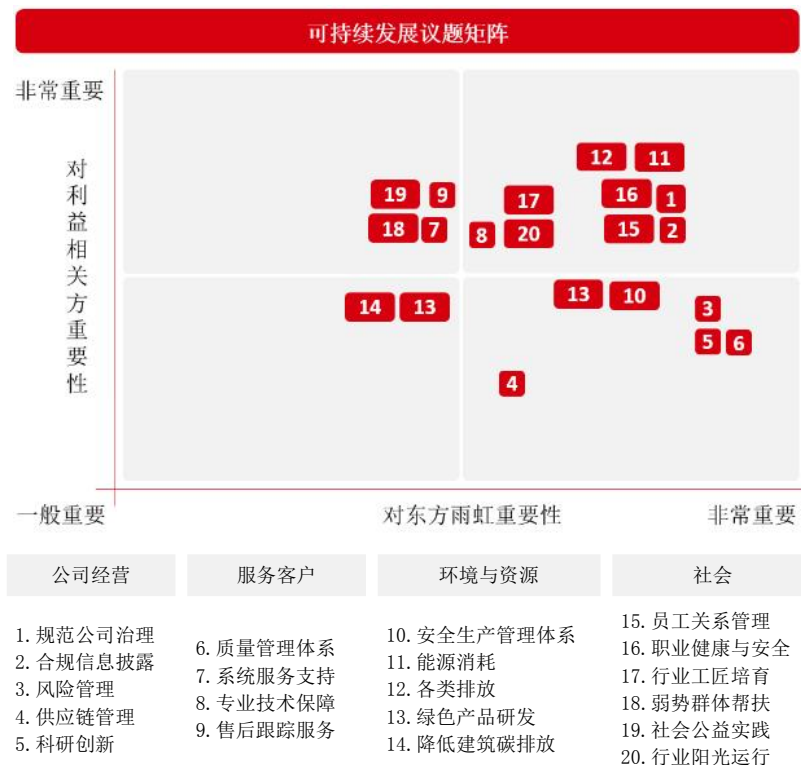 可持续发展议题矩阵
非常重要
对利益相关方重要性
12 11
19 9 17 16 1
18 7 8 20 15 2
14 13 13 10 3
5 6
4
一般重要 对东方雨虹重要性 非常重要
公司经营
1.规范公司治理
2.合规信息披露
3.风险管理
4.供应链管理
5.科研创新
服务客户
6.质量管理体系
7.系统服务支持
8.专业技术保障
9.售后跟踪服务
环境与资源
10.安全生产管理体系
11.能源消耗
12.各类排放
13.绿色产品研发
14.降低建筑碳排放
社会
15.员工关系管理
16.职业健康与安全
17.行业工匠培育
18.弱势群体帮扶
19.社会公益实践
20.行业阳光运行